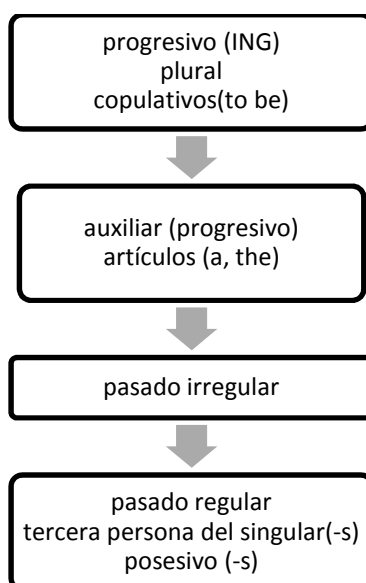 progresivo (ING)
plural
copulativos(to be)
auxiliar (progresivo)
artículos (a, the)
pasado irregular
pasado regular
tercera persona del singular(-s)
posesivo (-s)